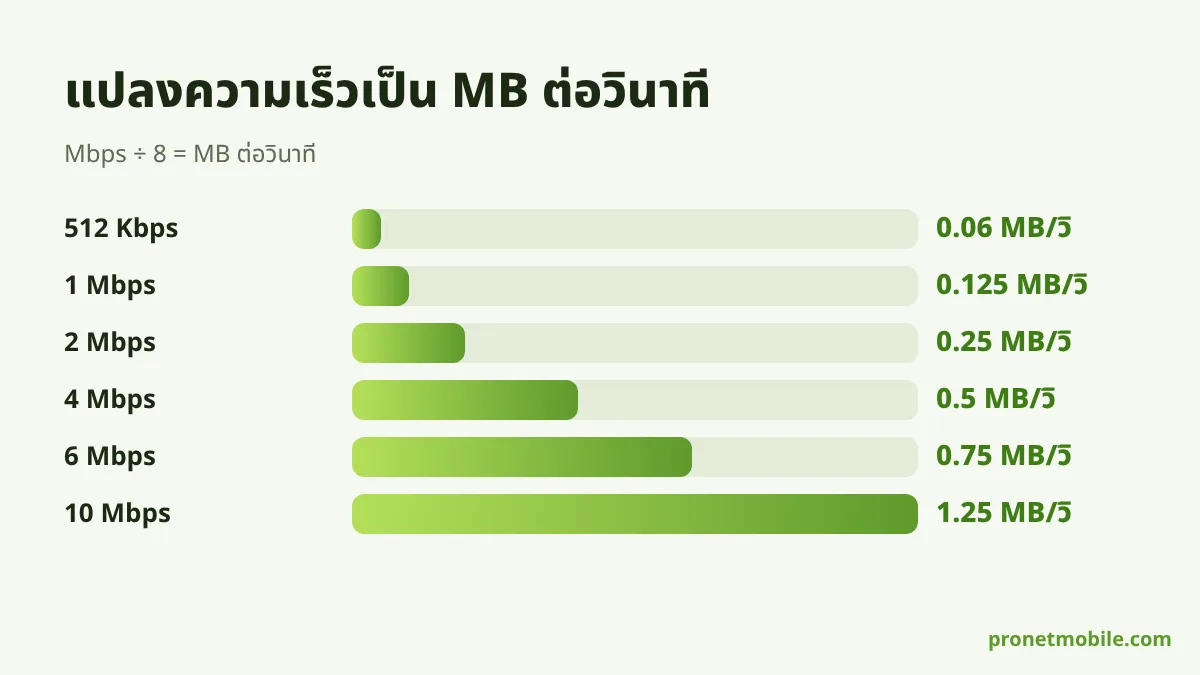 แปลงความเร็วเป็น MB ต่อวินาที
Mbps ÷ 8 = MB ต่อวินาที
512 Kbps 0.06 MB/วิ
1 Mbps 0.125 MB/วิ
2 Mbps 0.25 MB/วิ
4 Mbps 0.5 MB/วิ
6 Mbps 0.75 MB/วิ
10 Mbps 1.25 MB/วิ
pronetmobile.com